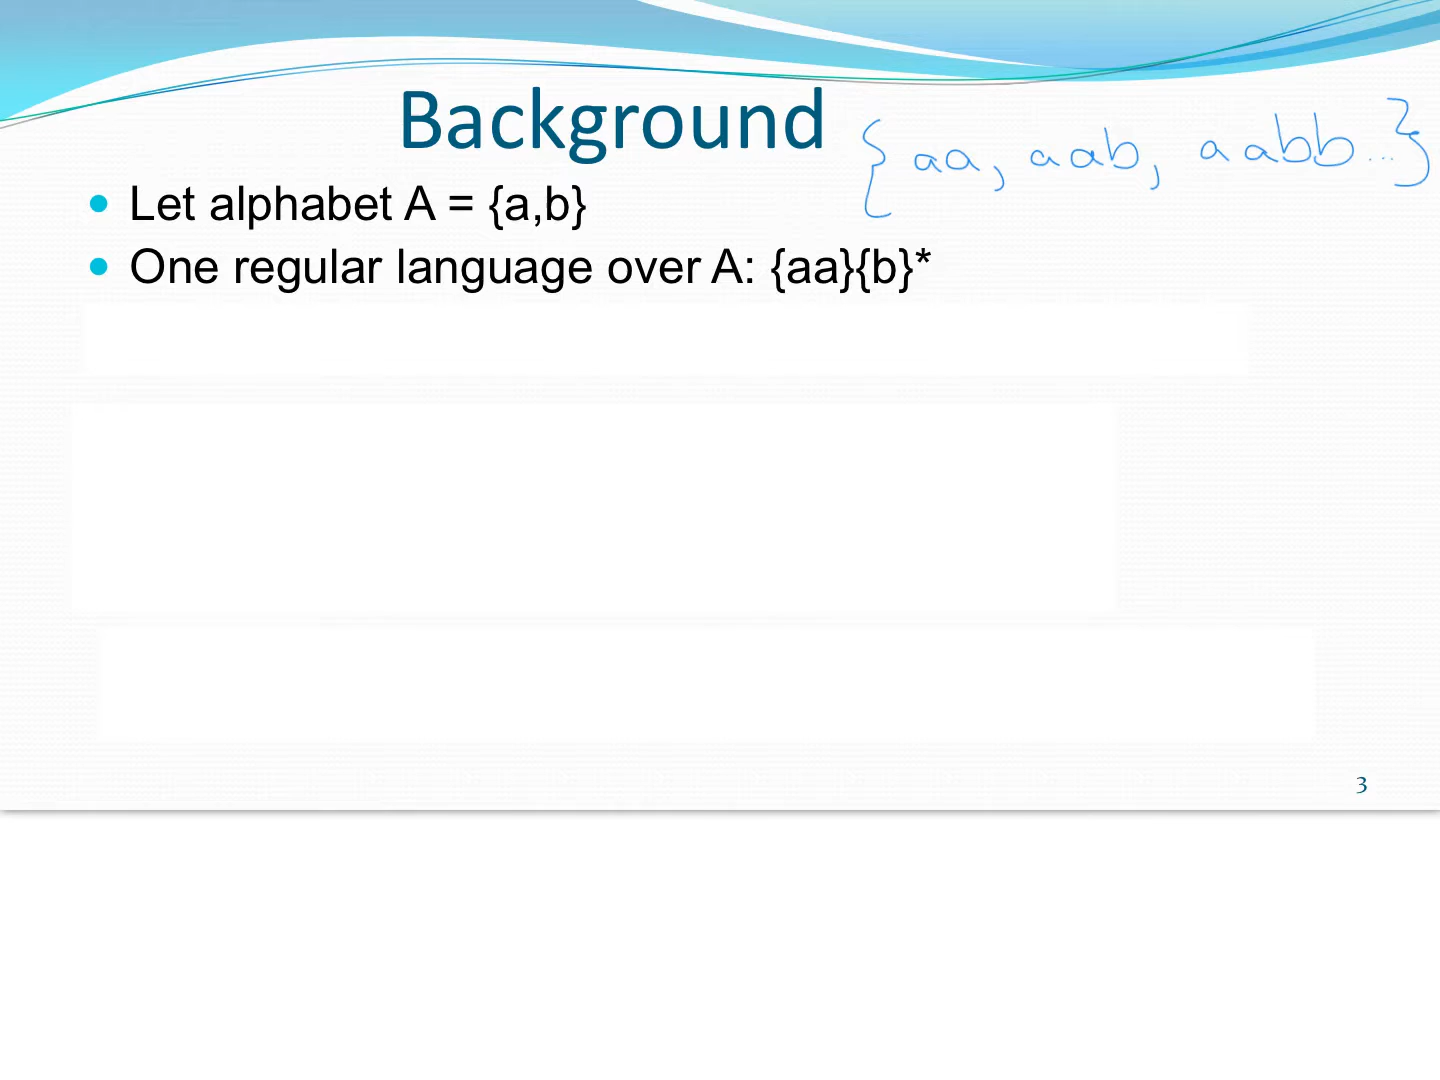 Background
{ aa, aab, aabb...}
Let alphabet A = {a,b}
One regular language over A: {aa}{b}*
3